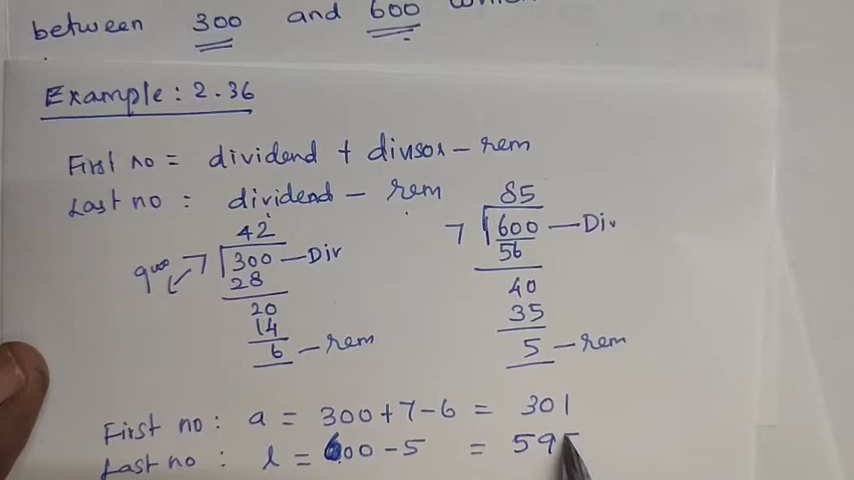 between 300 and 600
Example: 2.36
First no = dividend + divisor - rem
Last no : dividend - rem
42
7 300 - Div
quo
28
20
14
6 - rem
85
7 600 - Div
56
40
35
5 - rem
First no : a = 300+7-6 = 301
Last no : l = 600-5 = 595